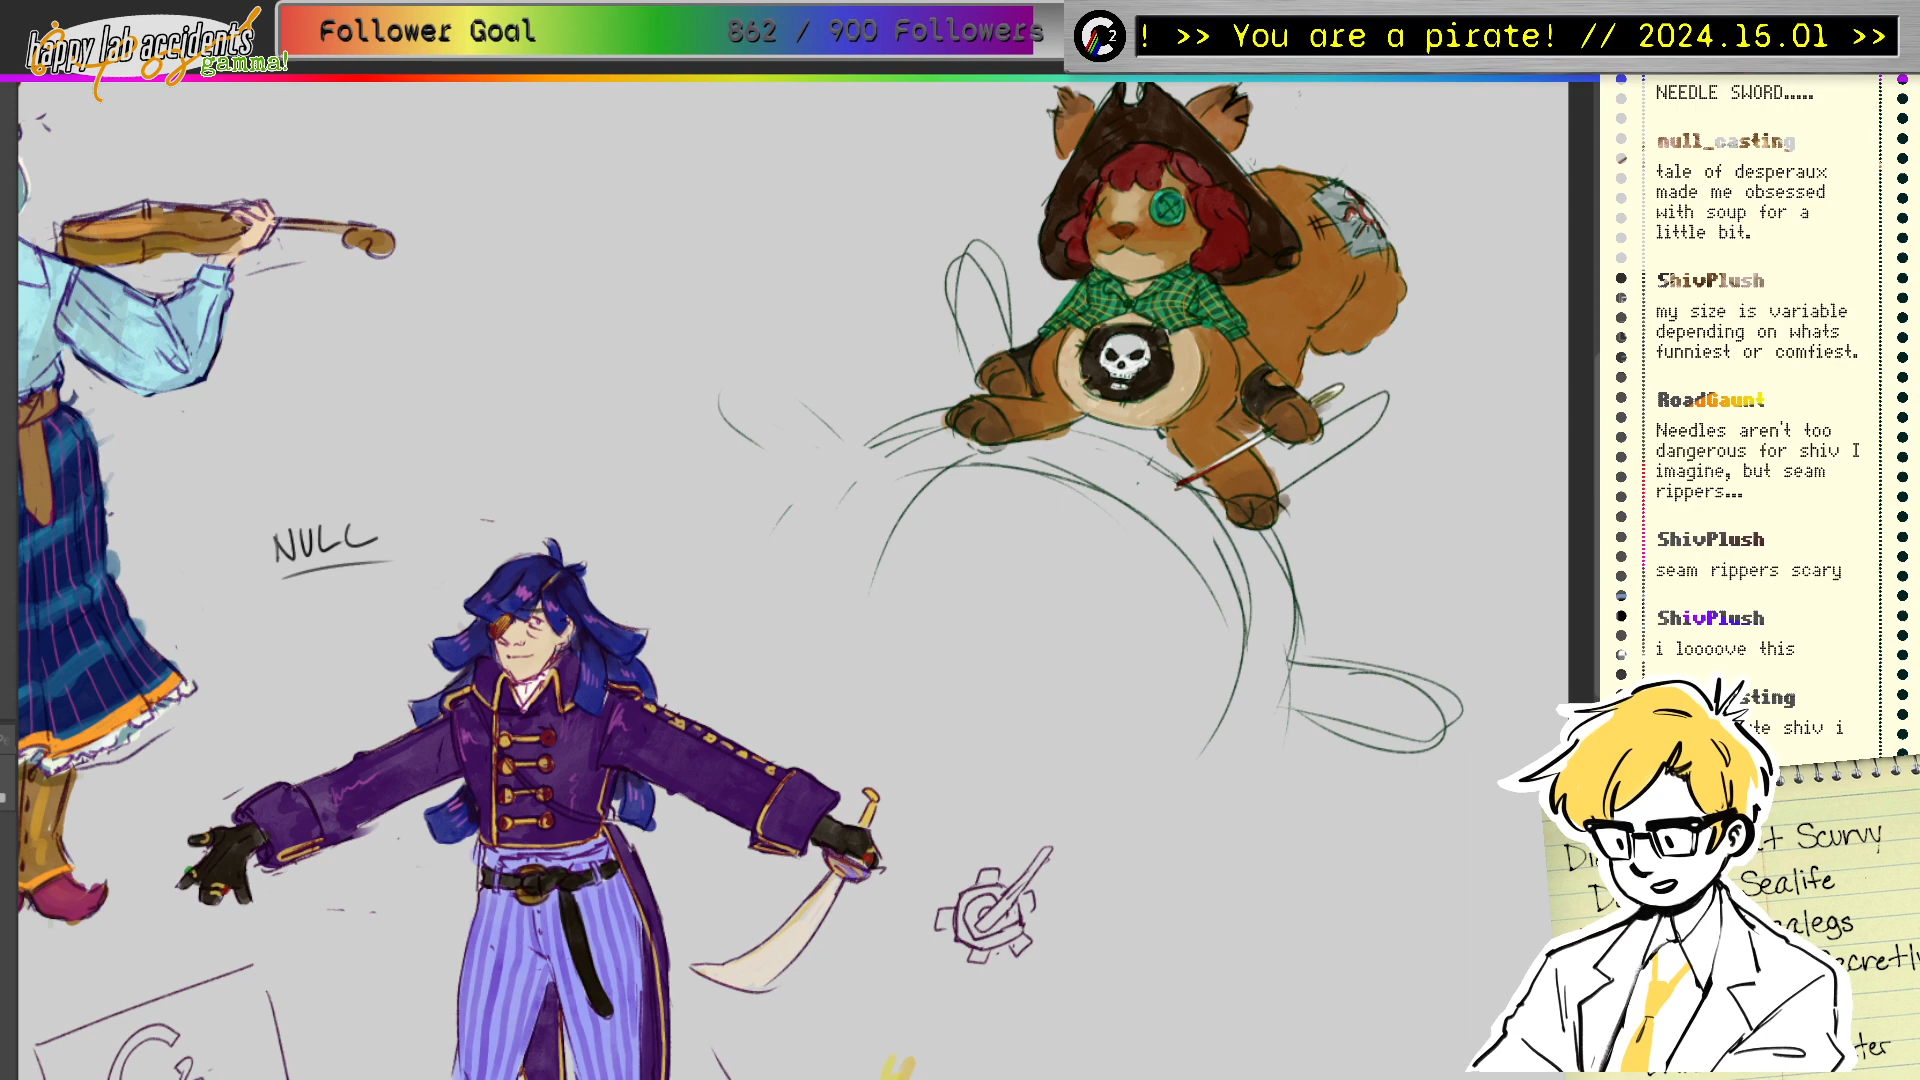 happy lab accidents
gamma!
Follower Goal
862 / 900 Followers
2
! >> You are a pirate! // 2024.15.01 >>
NEEDLE SWORD.....
null_casting
tale of desperaux
made me obsessed
with soup for a
little bit.
ShivPlush
my size is variable
depending on whats
funniest or comfiest.
RoadGaunt
Needles aren't too
dangerous for shiv I
imagine, but seam
rippers...
ShivPlush
seam rippers scary
ShivPlush
i loooove this
shiv i
NULL
Scurvy
Sealife